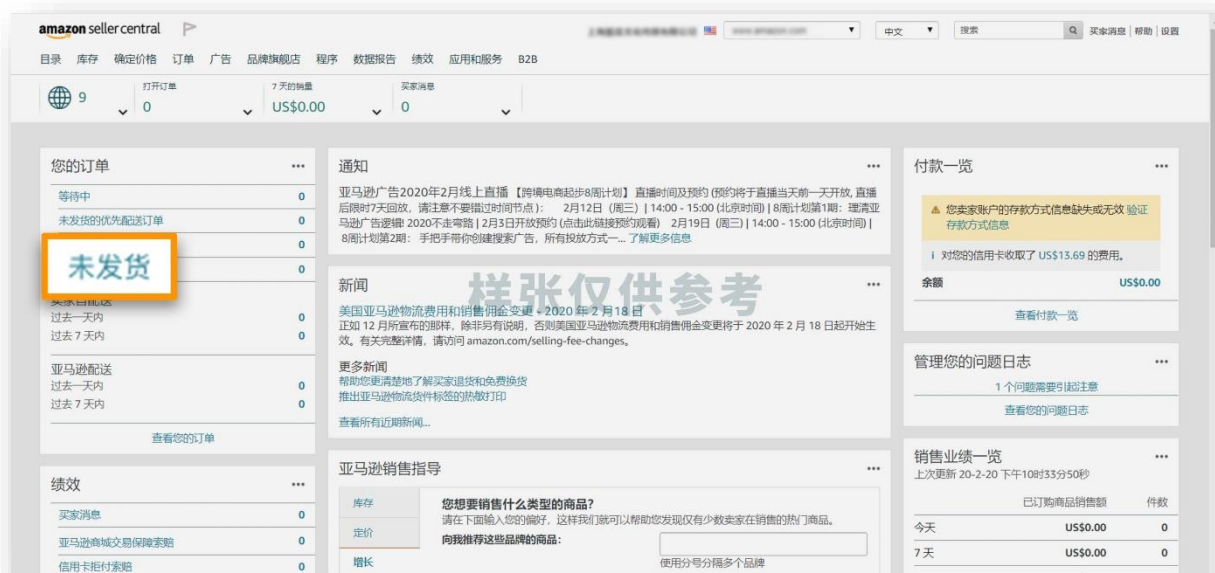 amazon seller central
中文
搜索
买家消息 | 帮助 | 设置
目录 库存 确定价格 订单 广告 品牌旗舰店 程序 数据报告 绩效 应用和服务 B2B
9
打开订单
0
7 天的销量
US$0.00
买家消息
0
您的订单
等待中 0
未发货的优先配送订单 0
0
未发货
0
过去一天内 0
过去 7 天内 0
亚马逊配送
过去一天内 0
过去 7 天内 0
查看您的订单
绩效
买家消息 0
亚马逊商城交易保障索赔 0
信用卡拒付索赔 0
通知
亚马逊广告2020年2月线上直播 【跨境电商起步8周计划】 直播时间及预约 (预约将于直播当天前一天开放, 直播
后限时7天回放, 请注意不要错过时间节点) : 2月12日 (周三) | 14:00 - 15:00 (北京时间) | 8周计划第1期: 理清亚
马逊广告逻辑! 2020不走弯路 | 2月3日开放预约 (点击此链接预约观看) 2月19日 (周三) | 14:00 - 15:00 (北京时间) |
8周计划第2期: 手把手带你创建搜索广告, 所有投放方式一... 了解更多信息
新闻
样张仅供参考
美国亚马逊物流费用和销售佣金变更 - 2020 年 2 月 18 日
正如 12 月所宣布的那样, 除非另有说明, 否则美国亚马逊物流费用和销售佣金变更将于 2020 年 2 月 18 日起开始生
效。有关完整详情, 请访问 amazon.com/selling-fee-changes。
更多新闻
帮助您更清楚地了解买家退货和免费换货
推出亚马逊物流货件标签的热敏打印
查看所有近期新闻...
亚马逊销售指导
库存
定价
增长
您想要销售什么类型的商品?
请在下面输入您的偏好, 这样我们就可以帮助您发现仅有少数卖家在销售的热门商品。
向我推荐这些品牌的商品:
使用分号分隔多个品牌
付款一览
您卖家账户的存款方式信息缺失或无效 验证
存款方式信息
对您的信用卡收取了 US$13.69 的费用。
余额 US$0.00
查看付款一览
管理您的问题日志
1 个问题需要引起注意
查看您的问题日志
销售业绩一览
上次更新 20-2-20 下午10时33分50秒
已订购商品销售额 件数
今天 US$0.00 0
7 天 US$0.00 0